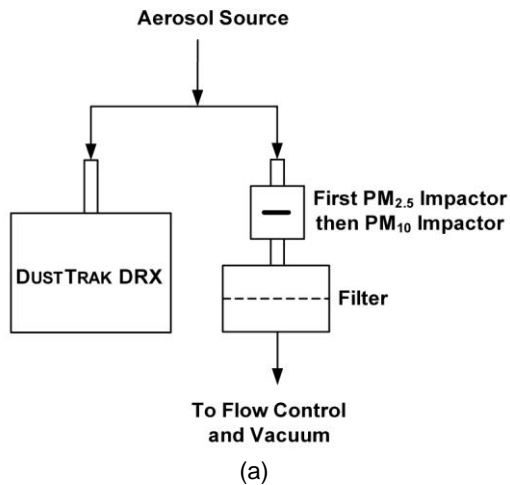 Aerosol Source
First PM2.5 Impactor
then PM10 Impactor
DUSTTRAK DRX
Filter
To Flow Control
and Vacuum
(a)